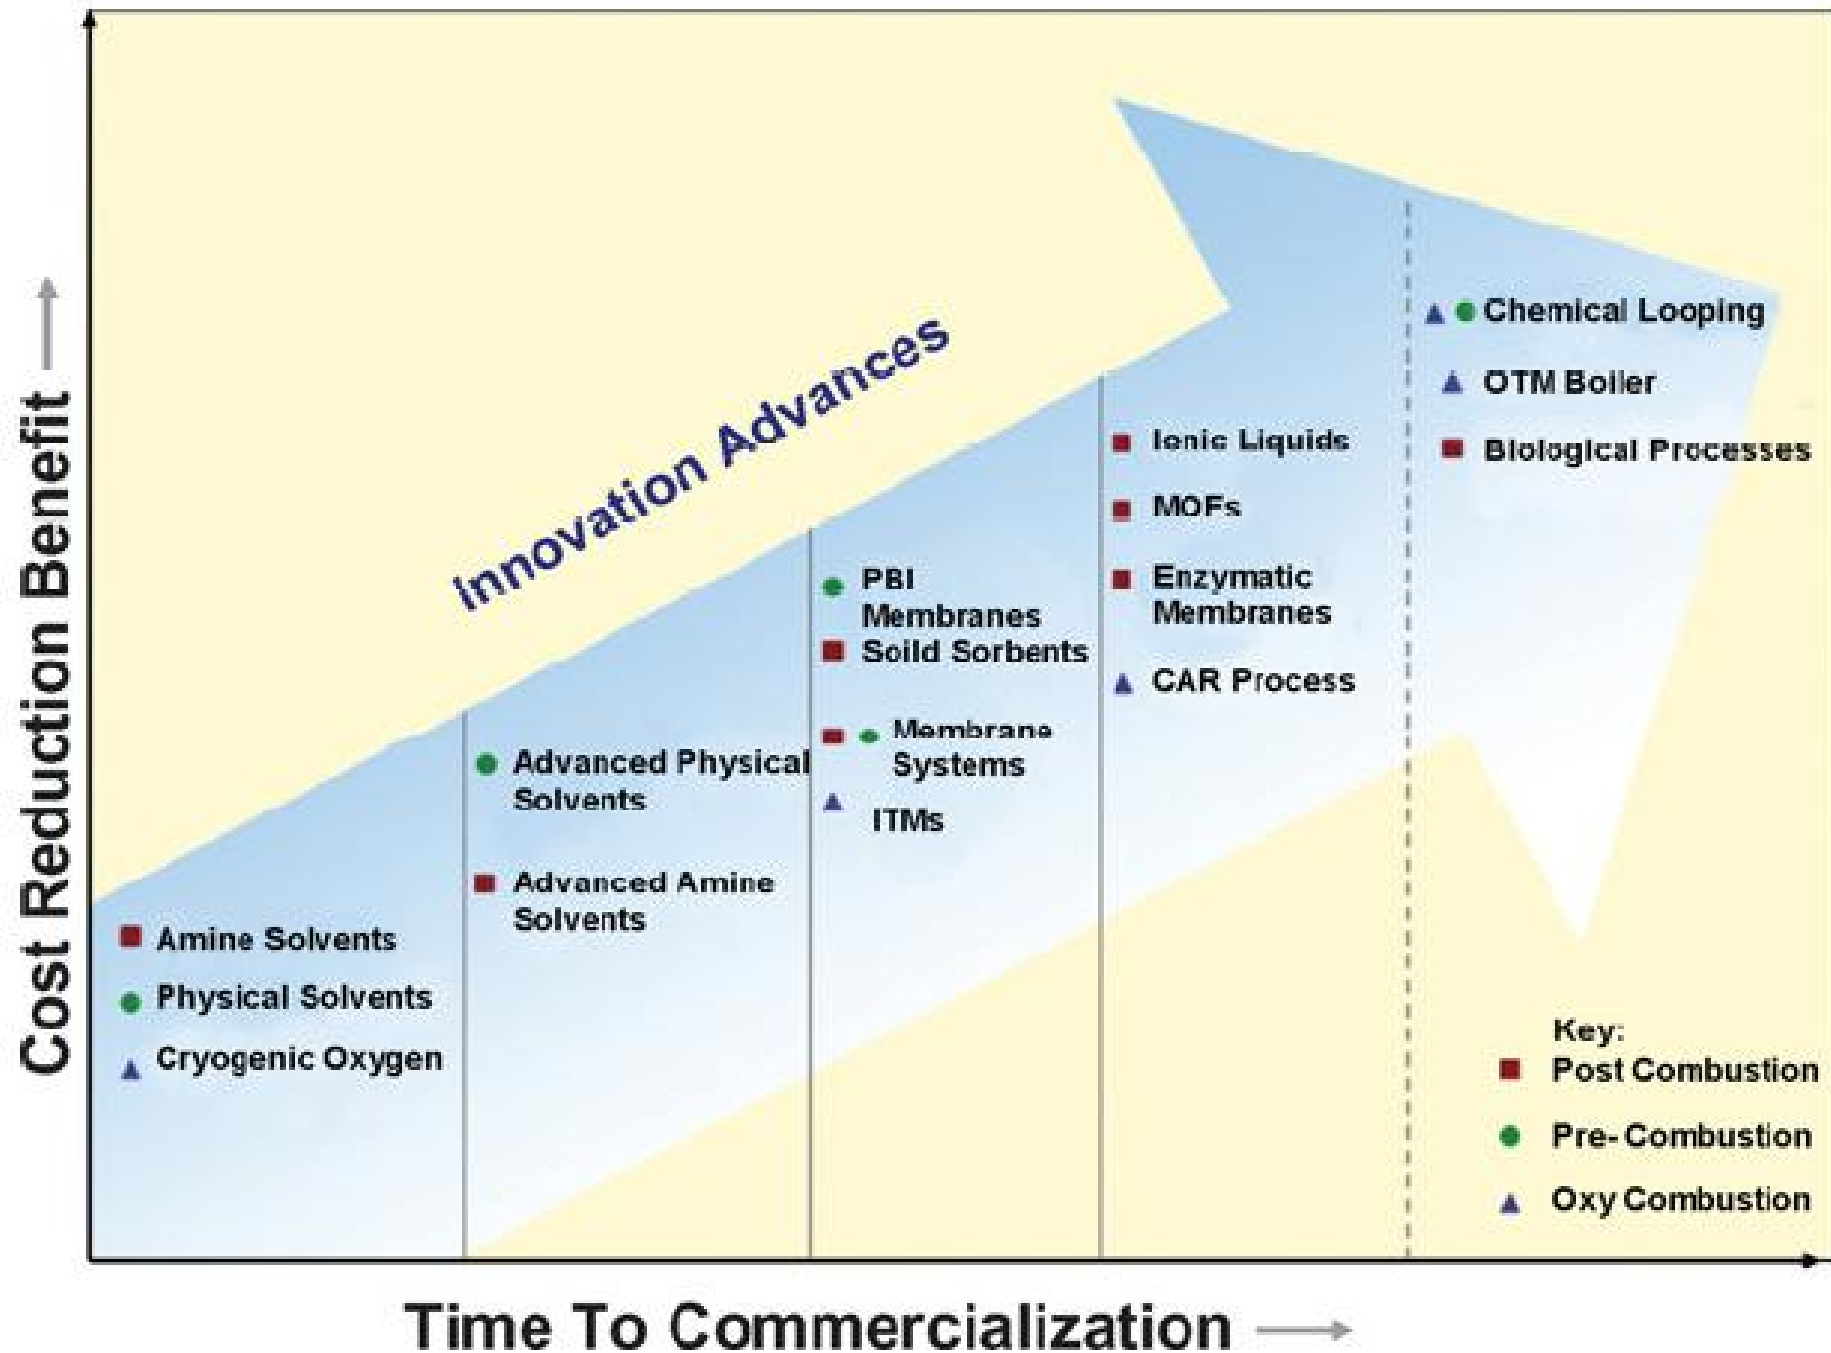 Cost Reduction Benefit
Innovation Advances
Amine Solvents
Physical Solvents
Cryogenic Oxygen
Advanced Physical
Solvents
Advanced Amine
Solvents
PBI
Membranes
Soild Sorbents
Membrane
Systems
ITMs
Ionic Liquids
MOFs
Enzymatic
Membranes
CAR Process
Chemical Looping
OTM Boiler
Biological Processes
Key:
Post Combustion
Pre- Combustion
Oxy Combustion
Time To Commercialization